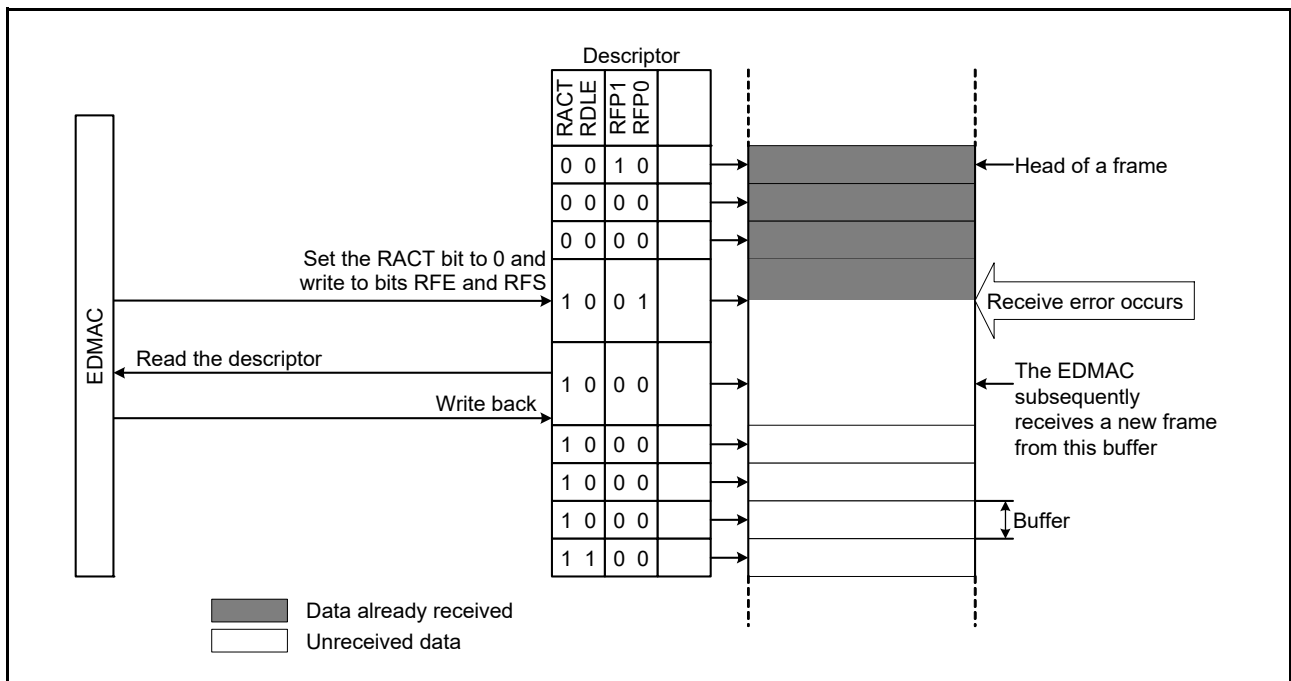 Descriptor
RACT
RDLE
RFP1
RFP0
0 0 1 0
Head of a frame
0 0 0 0
0 0 0 0
Set the RACT bit to 0 and
write to bits RFE and RFS
1 0 0 1
Receive error occurs
EDMAC
Read the descriptor
1 0 0 0
Write back
The EDMAC
subsequently
receives a new frame
from this buffer
1 0 0 0
1 0 0 0
1 0 0 0
Buffer
1 1 0 0
Data already received
Unreceived data